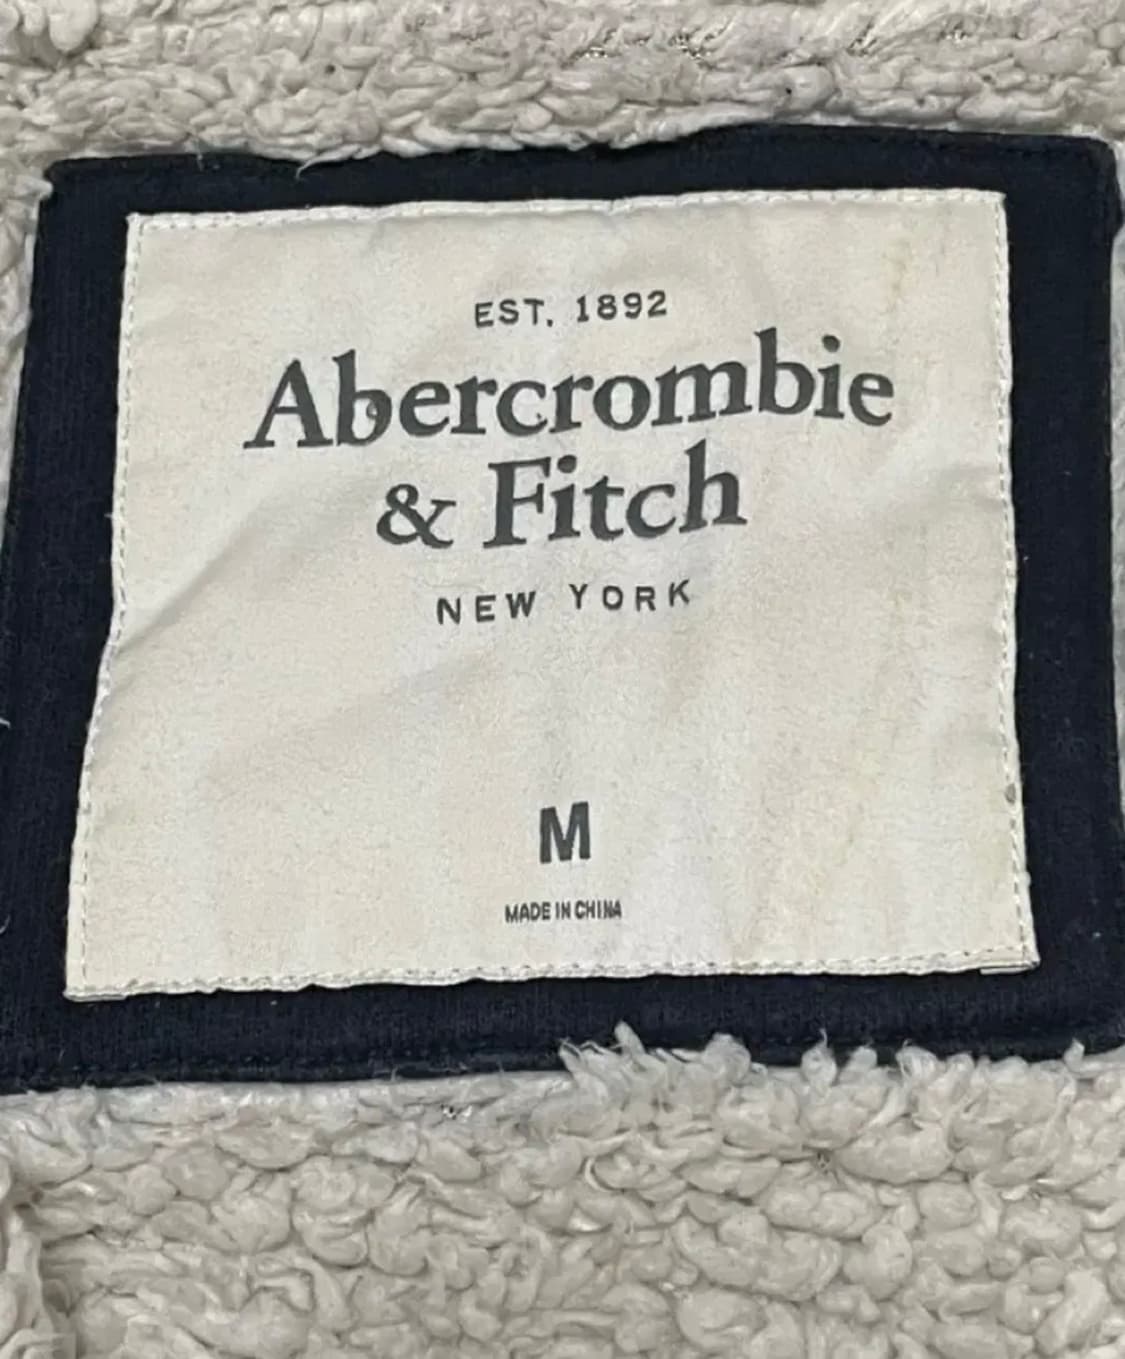 EST. 1892
Abercrombie
& Fitch
NEW YORK
M
MADE IN CHINA